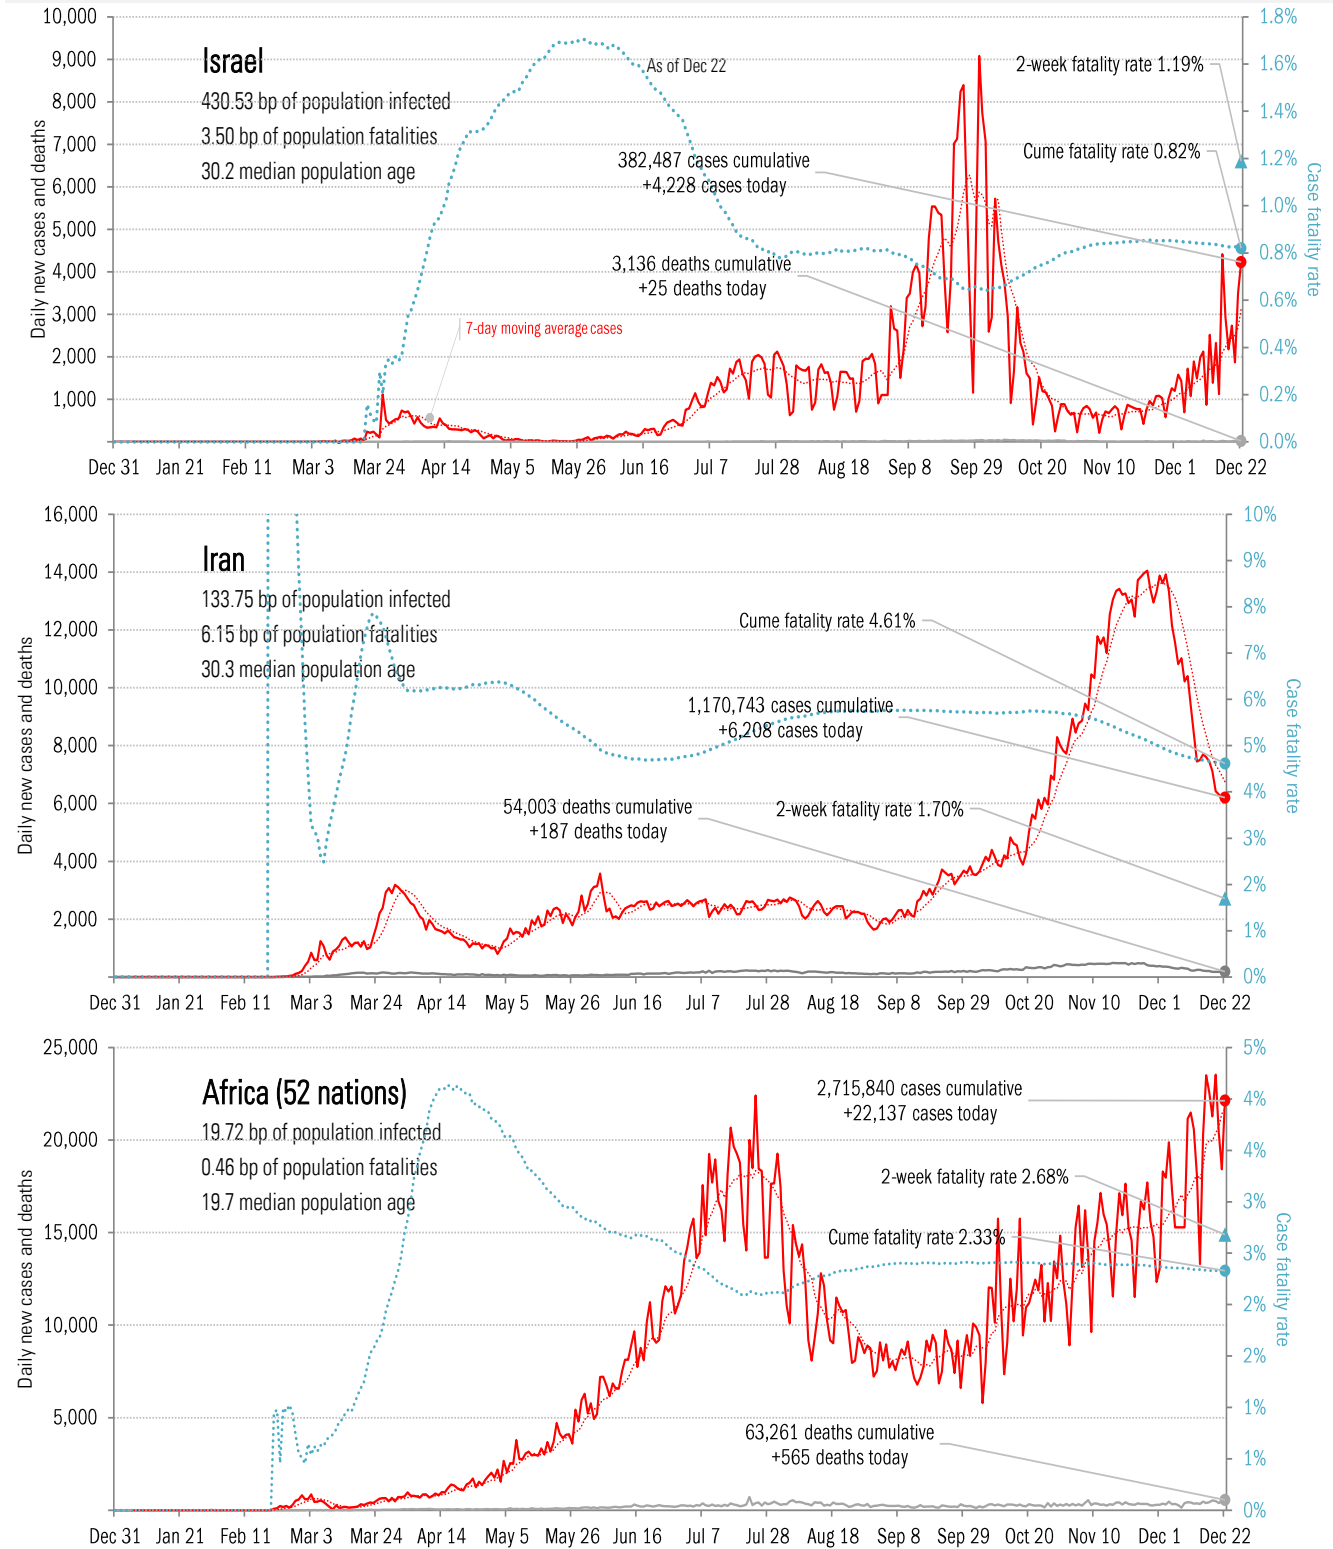 Israel
430.53 bp of population infected
3.50 bp of population fatalities
30.2 median population age
As of Dec 22
2-week fatality rate 1.19%
Cume fatality rate 0.82%
382,487 cases cumulative
+4,228 cases today
3,136 deaths cumulative
+25 deaths today
7-day moving average cases
Daily new cases and deaths
10,000
9,000
8,000
7,000
6,000
5,000
4,000
3,000
2,000
1,000
1.8%
1.6%
1.4%
1.2%
1.0%
0.8%
0.6%
0.4%
0.2%
0.0%
Case fatality rate
Dec 31 Jan 21 Feb 11 Mar 3 Mar 24 Apr 14 May 5 May 26 Jun 16 Jul 7 Jul 28 Aug 18 Sep 8 Sep 29 Oct 20 Nov 10 Dec 1 Dec 22
Iran
133.75 bp of population infected
6.15 bp of population fatalities
30.3 median population age
Cume fatality rate 4.61%
1,170,743 cases cumulative
+6,208 cases today
54,003 deaths cumulative
+187 deaths today
2-week fatality rate 1.70%
Daily new cases and deaths
16,000
14,000
12,000
10,000
8,000
6,000
4,000
2,000
10%
9%
8%
7%
6%
5%
4%
3%
2%
1%
0%
Case fatality rate
Dec 31 Jan 21 Feb 11 Mar 3 Mar 24 Apr 14 May 5 May 26 Jun 16 Jul 7 Jul 28 Aug 18 Sep 8 Sep 29 Oct 20 Nov 10 Dec 1 Dec 22
Africa (52 nations)
19.72 bp of population infected
0.46 bp of population fatalities
19.7 median population age
2,715,840 cases cumulative
+22,137 cases today
2-week fatality rate 2.68%
Cume fatality rate 2.33%
63,261 deaths cumulative
+565 deaths today
Daily new cases and deaths
25,000
20,000
15,000
10,000
5,000
5%
4%
4%
3%
3%
2%
2%
1%
1%
0%
Case fatality rate
Dec 31 Jan 21 Feb 11 Mar 3 Mar 24 Apr 14 May 5 May 26 Jun 16 Jul 7 Jul 28 Aug 18 Sep 8 Sep 29 Oct 20 Nov 10 Dec 1 Dec 22